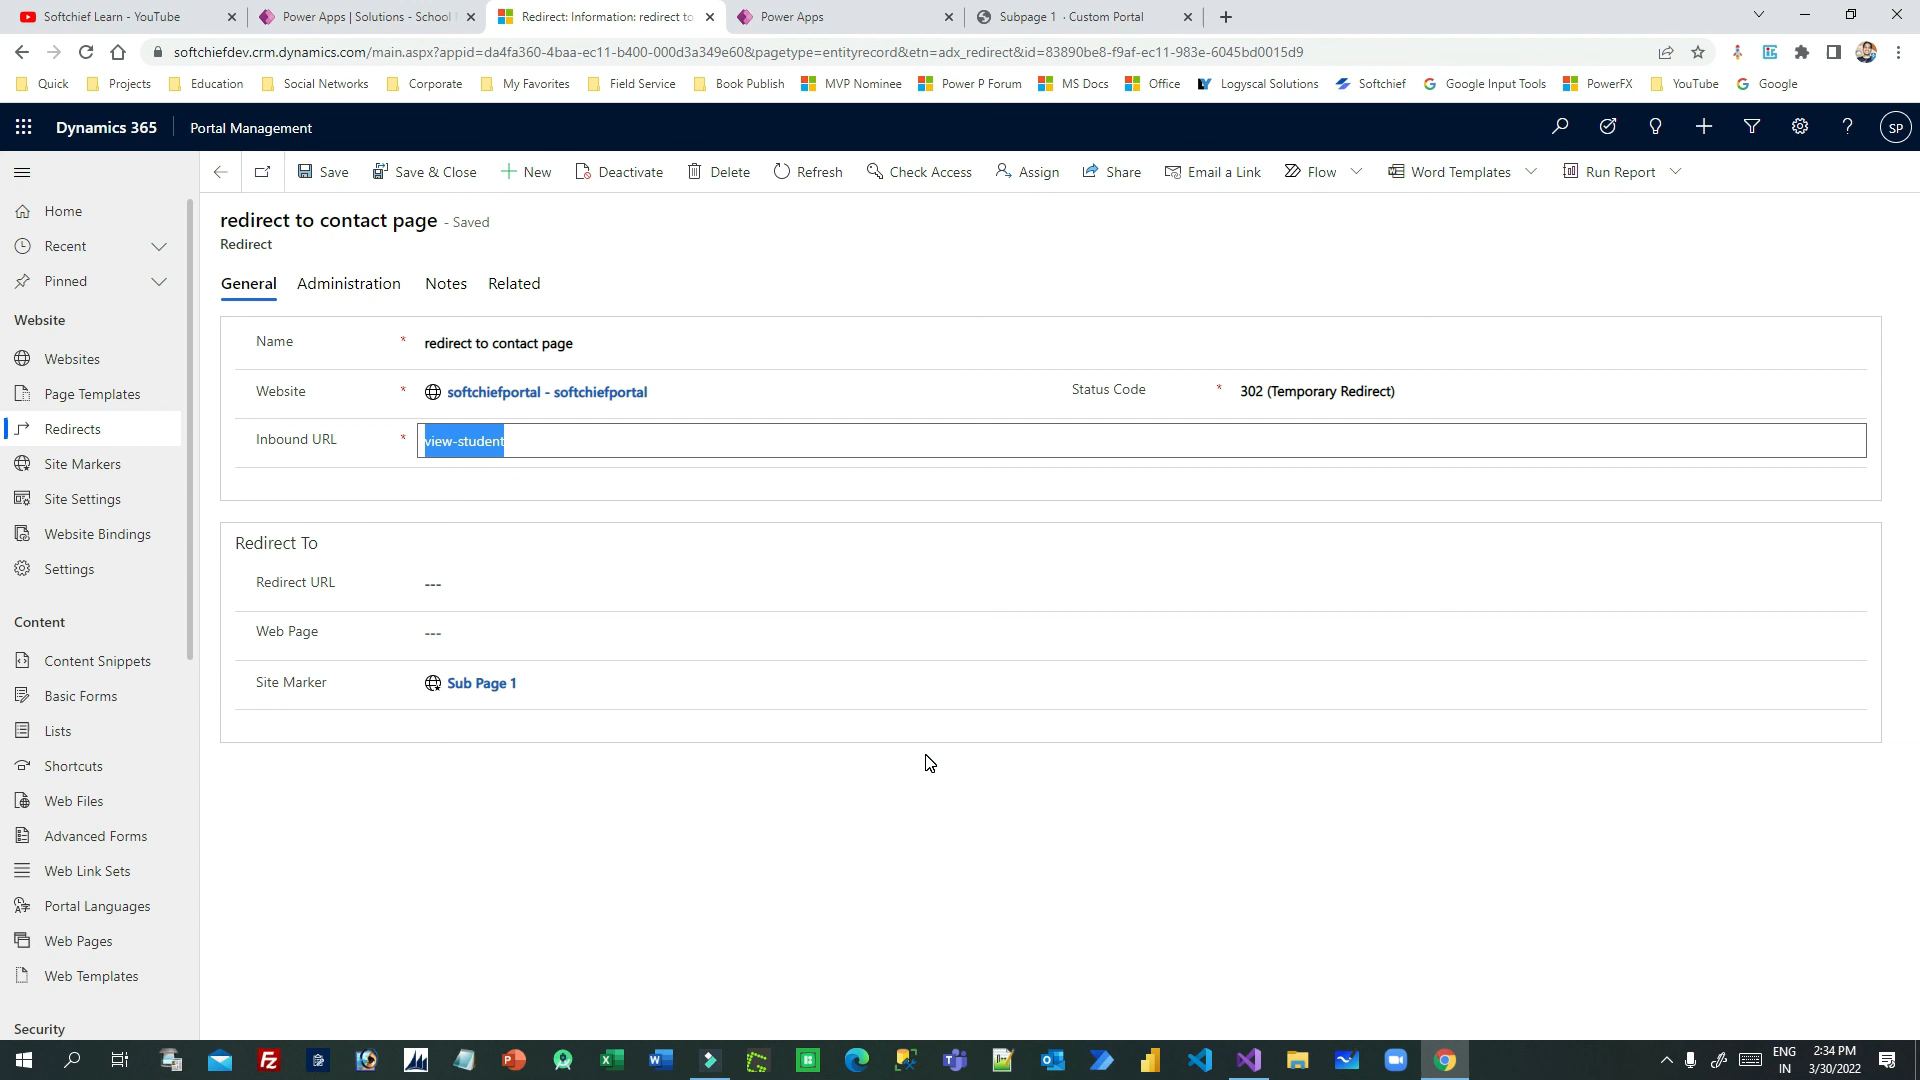 Softchief Learn - YouTube
Power Apps | Solutions - School
Redirect: Information: redirect to
Power Apps
Subpage 1 · Custom Portal
softchiefdev.crm.dynamics.com/main.aspx?appid=da4fa360-4baa-ec11-b400-000d3a349e60&pagetype=entityrecord&etn=adx_redirect&id=83890be8-f9af-ec11-983e-6045bd0015d9
Quick
Projects
Education
Social Networks
Corporate
My Favorites
Field Service
Book Publish
MVP Nominee
Power P Forum
MS Docs
Office
Logyscal Solutions
Softchief
Google Input Tools
PowerFX
YouTube
Google
Dynamics 365
Portal Management
SP
Save
Save & Close
New
Deactivate
Delete
Refresh
Check Access
Assign
Share
Email a Link
Flow
Word Templates
Run Report
Home
Recent
Pinned
Website
Websites
Page Templates
Redirects
Site Markers
Site Settings
Website Bindings
Settings
Content
Content Snippets
Basic Forms
Lists
Shortcuts
Web Files
Advanced Forms
Web Link Sets
Portal Languages
Web Pages
Web Templates
Security
redirect to contact page - Saved
Redirect
General
Administration
Notes
Related
Name * redirect to contact page
Website * softchiefportal - softchiefportal
Status Code * 302 (Temporary Redirect)
Inbound URL * view-student
Redirect To
Redirect URL ---
Web Page ---
Site Marker Sub Page 1
ENG
IN
2:34 PM
3/30/2022